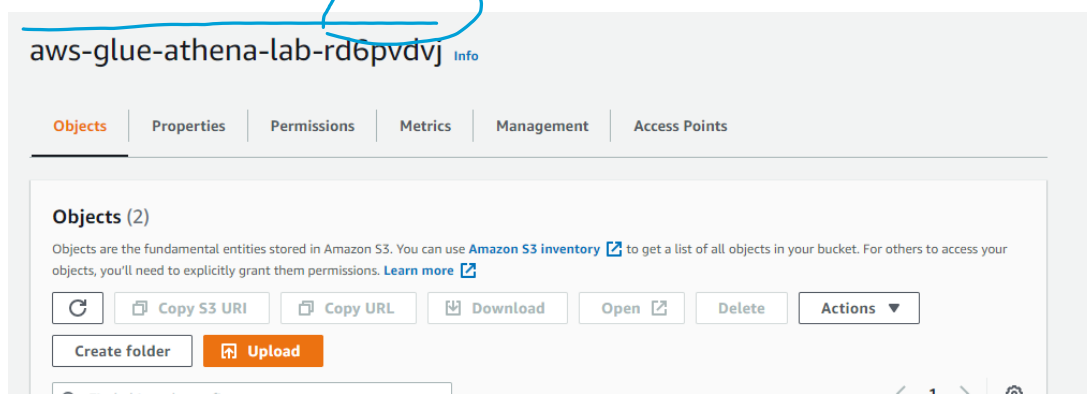 aws-glue-athena-lab-rd6pvdvj Info
Objects Properties Permissions Metrics Management Access Points
Objects (2)
Objects are the fundamental entities stored in Amazon S3. You can use Amazon S3 inventory to get a list of all objects in your bucket. For others to access your
objects, you'll need to explicitly grant them permissions. Learn more
Copy S3 URI Copy URL Download Open Delete Actions
Create folder Upload
1